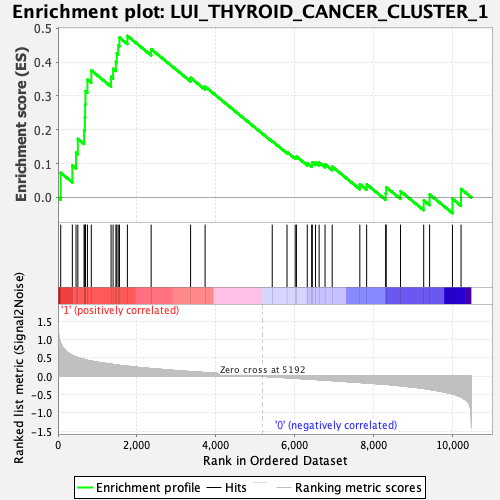 Enrichment plot: LUI_THYROID_CANCER_CLUSTER_1
Enrichment score (ES)
0.5
0.4
0.3
0.2
0.1
0.0
'1' (positively correlated)
Ranked list metric (Signal2Noise)
1.5
1.0
0.5
0.0
-0.5
-1.0
-1.5
Zero cross at 5192
'0' (negatively correlated)
0 2,000 4,000 6,000 8,000 10,000
Rank in Ordered Dataset
Enrichment profile Hits Ranking metric scores